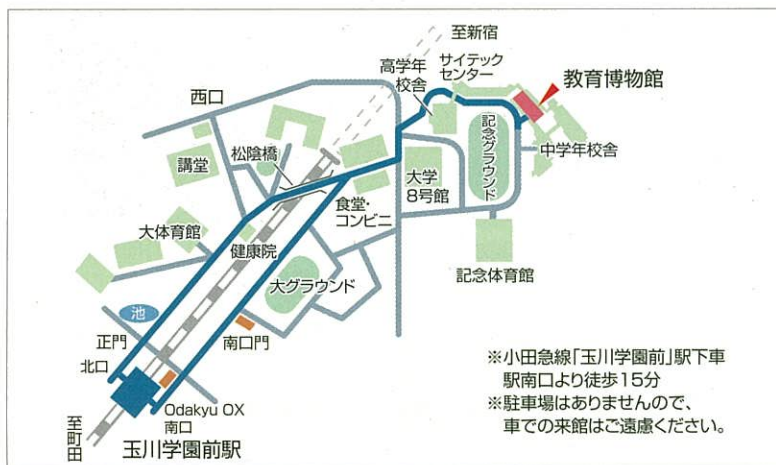 至新宿
高学年
校舎
サイテック
センター
教育博物館
西口
松陰橋
講堂
記念グラウンド
中学年校舎
大学
8号館
食堂・
コンビニ
大体育館
健康院
記念体育館
大グラウンド
池
正門
南口門
北口
※小田急線「玉川学園前」駅下車
駅南口より徒歩15分
※駐車場はありませんので、
車での来館はご遠慮ください。
Odakyu OX
南口
至町田
玉川学園前駅